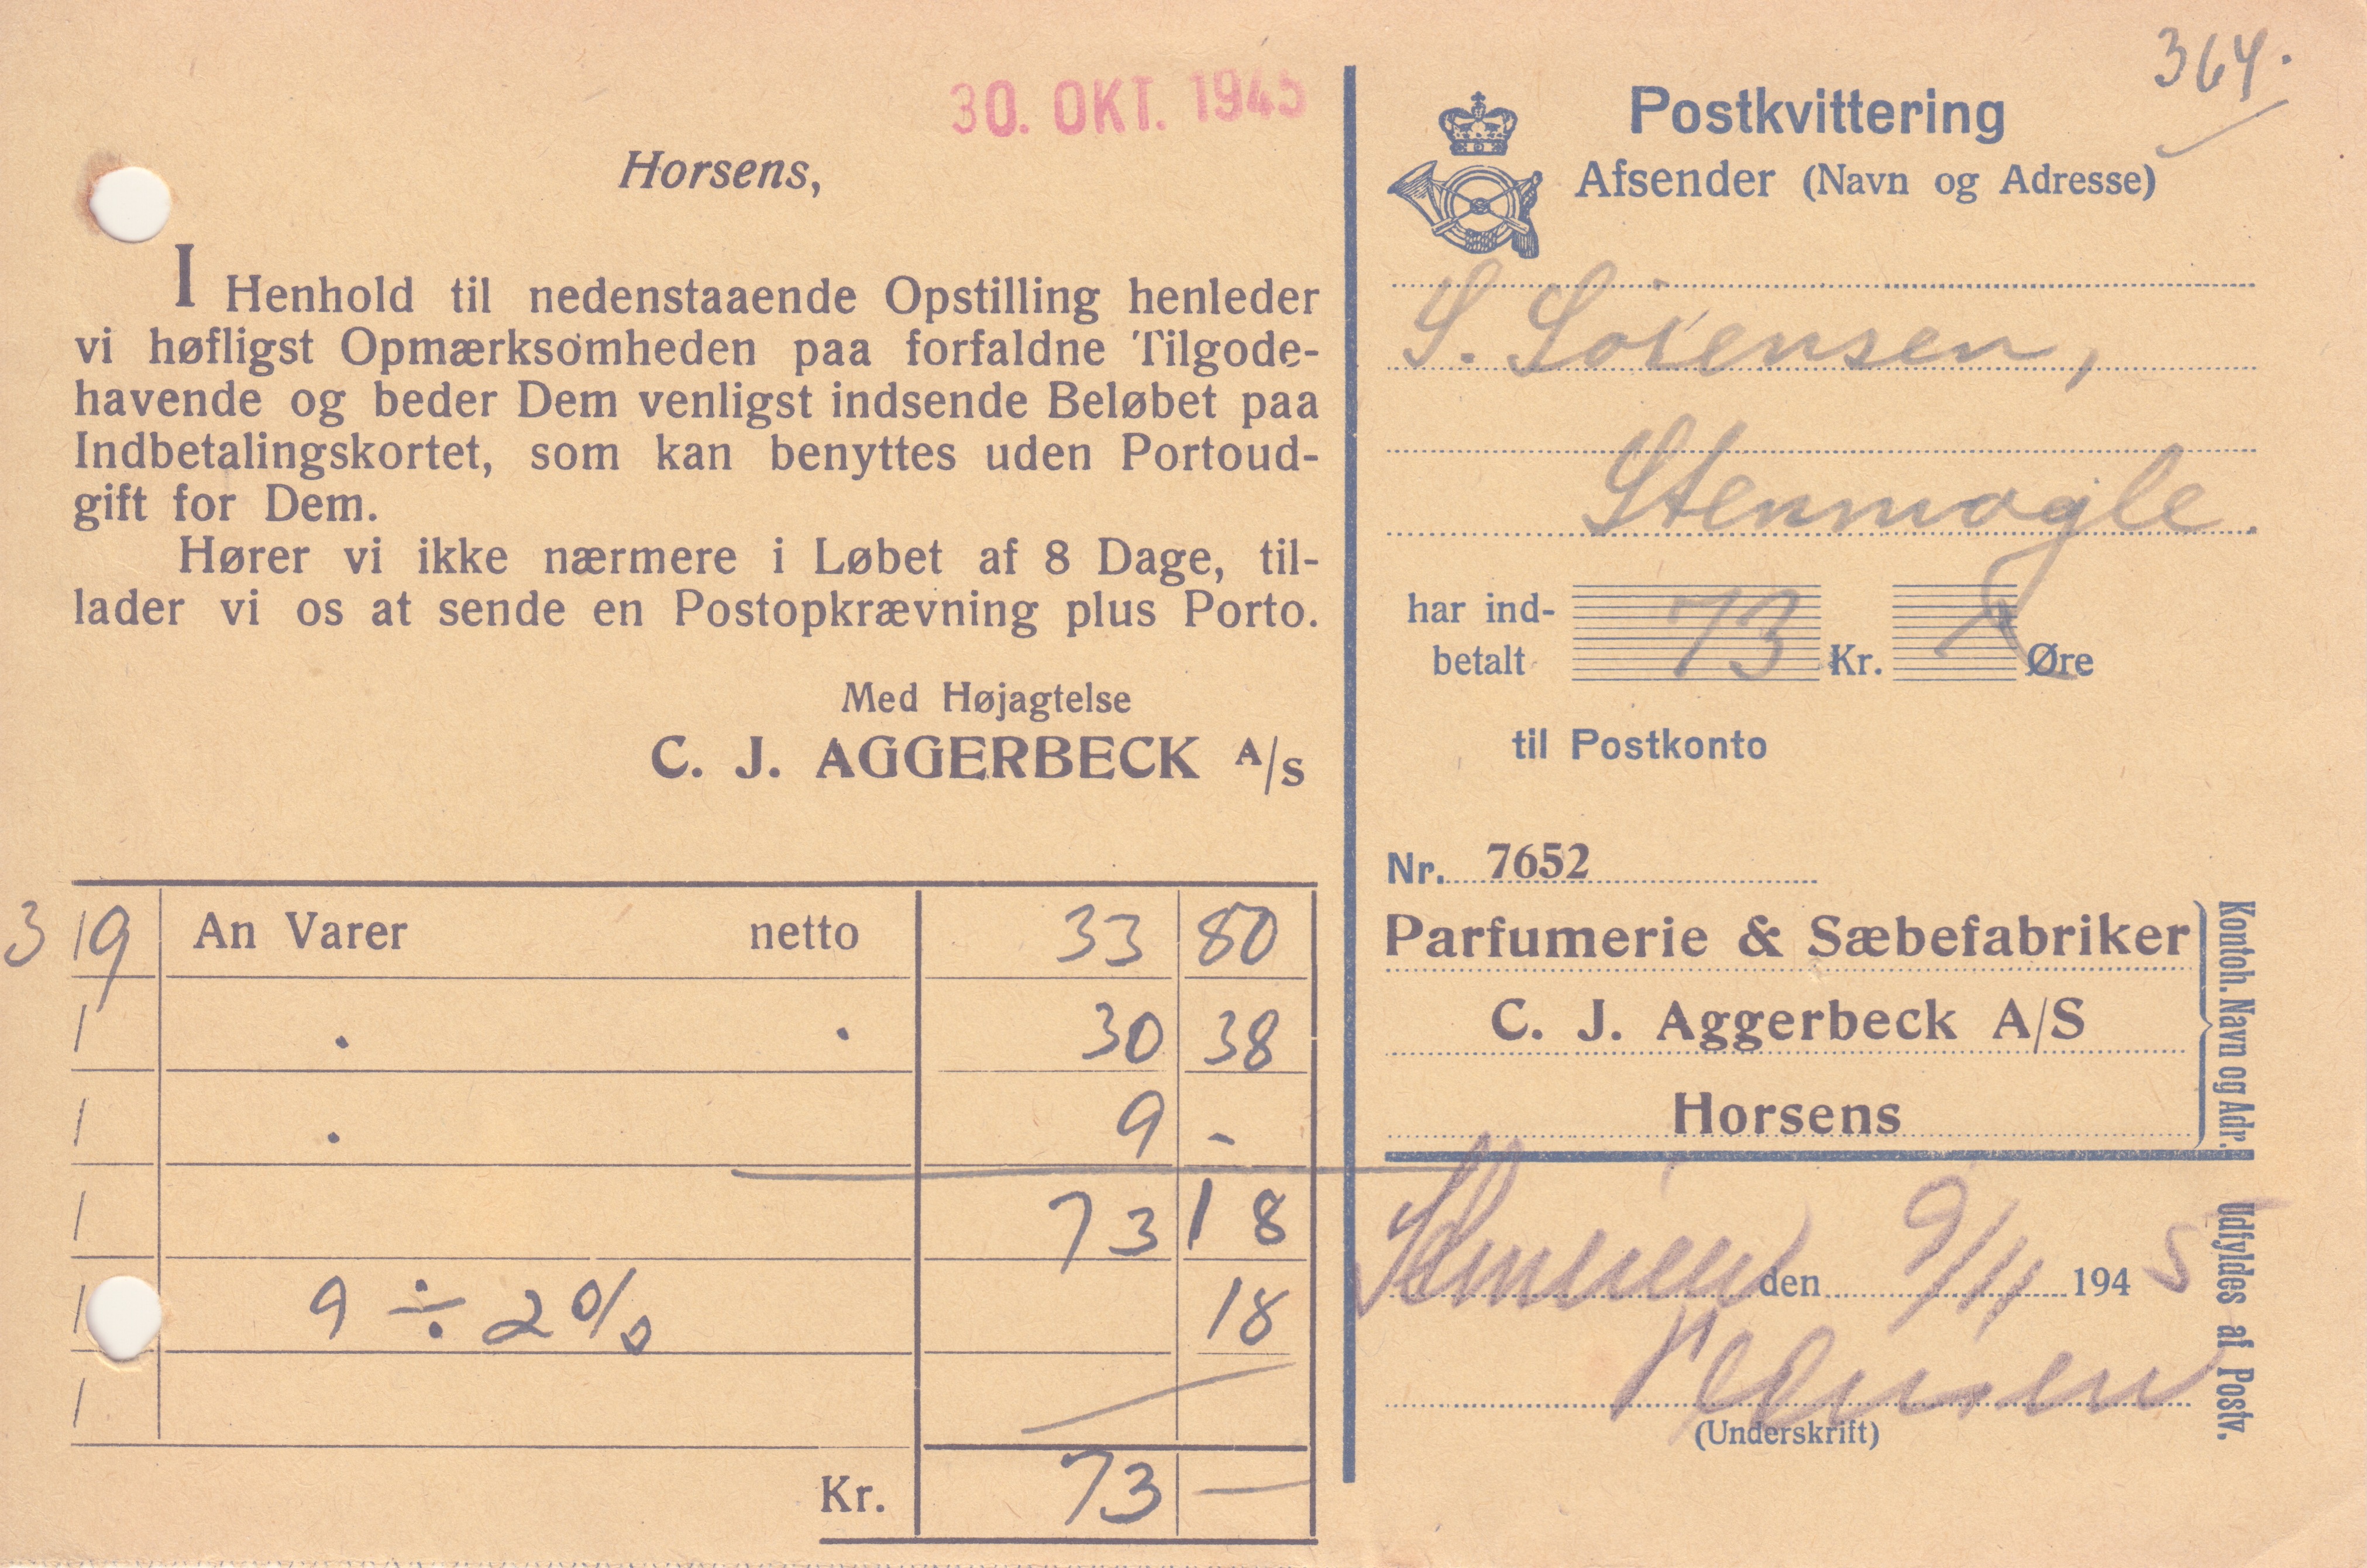 30. OKT. 1945
Horsens,
I Henhold til nedenstaaende Opstilling henleder
vi høfligst Opmærksomheden paa forfaldne Tilgode-
havende og beder Dem venligst indsende Beløbet paa
Indbetalingskortet, som kan benyttes uden Portoud-
gift for Dem.
Hører vi ikke nærmere i Løbet af 8 Dage, til-
lader vi os at sende en Postopkrævning plus Porto.
Med Højagtelse
C. J. AGGERBECK A/S
3/9 An Varer netto 33 80
/ . . 30 38
/ . 9 -
/ 73 18
/ 9 ÷ 2% 18
/
Kr. 73 —
364.
Postkvittering
Afsender (Navn og Adresse)
S. Sørensen,
Stenmagle.
har ind-
betalt 73 Kr. Øre
til Postkonto
Nr. 7652
Parfumerie & Sæbefabriker
C. J. Aggerbeck A/S
Horsens
Kontoh. Navn og Adr.
den 9/11 1945
(Underskrift)
Udfyldes af Postv.